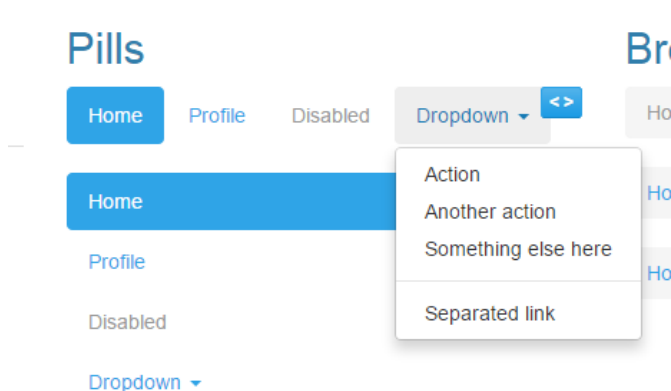 Pills
Home Profile Disabled Dropdown <>
Action
Another action
Something else here
Separated link
Home
Profile
Disabled
Dropdown